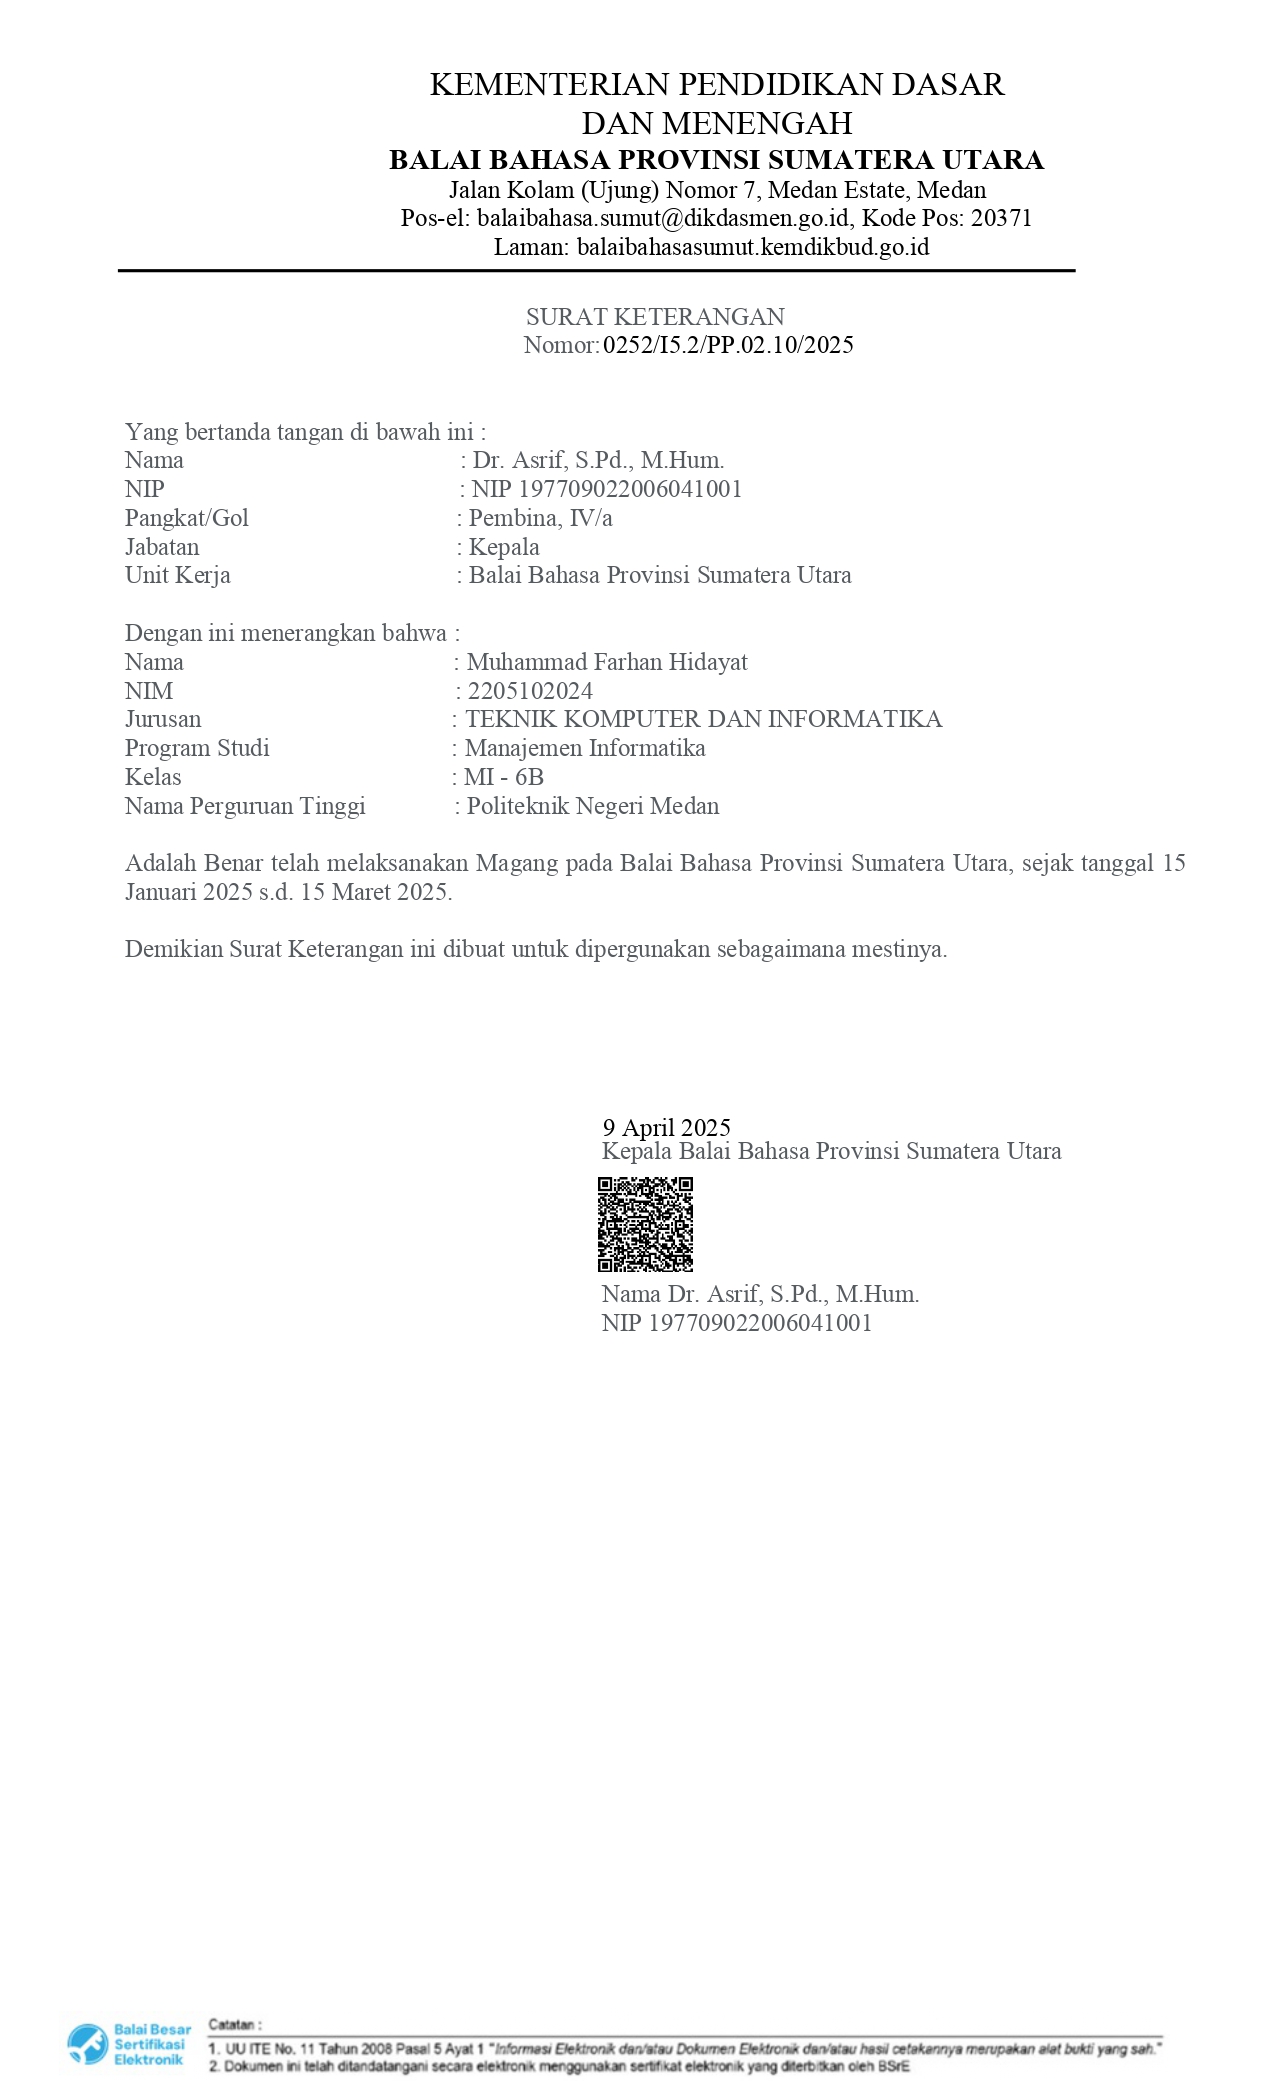 KEMENTERIAN PENDIDIKAN DASAR
DAN MENENGAH
BALAI BAHASA PROVINSI SUMATERA UTARA
Jalan Kolam (Ujung) Nomor 7, Medan Estate, Medan
Pos-el: balaibahasa.sumut@dikdasmen.go.id, Kode Pos: 20371
Laman: balaibahasasumut.kemdikbud.go.id
SURAT KETERANGAN
Nomor: 0252/I5.2/PP.02.10/2025
Yang bertanda tangan di bawah ini :
Nama : Dr. Asrif, S.Pd., M.Hum.
NIP : NIP 197709022006041001
Pangkat/Gol : Pembina, IV/a
Jabatan : Kepala
Unit Kerja : Balai Bahasa Provinsi Sumatera Utara
Dengan ini menerangkan bahwa :
Nama : Muhammad Farhan Hidayat
NIM : 2205102024
Jurusan : TEKNIK KOMPUTER DAN INFORMATIKA
Program Studi : Manajemen Informatika
Kelas : MI - 6B
Nama Perguruan Tinggi : Politeknik Negeri Medan
Adalah Benar telah melaksanakan Magang pada Balai Bahasa Provinsi Sumatera Utara, sejak tanggal 15
Januari 2025 s.d. 15 Maret 2025.
Demikian Surat Keterangan ini dibuat untuk dipergunakan sebagaimana mestinya.
9 April 2025
Kepala Balai Bahasa Provinsi Sumatera Utara
Nama Dr. Asrif, S.Pd., M.Hum.
NIP 197709022006041001
Balai Besar
Sertifikasi
Elektronik
Catatan :
1. UU ITE No. 11 Tahun 2008 Pasal 5 Ayat 1 "Informasi Elektronik dan/atau Dokumen Elektronik dan/atau hasil cetakannya merupakan alat bukti yang sah."
2. Dokumen ini telah ditandatangani secara elektronik menggunakan sertifikat elektronik yang diterbitkan oleh BSrE